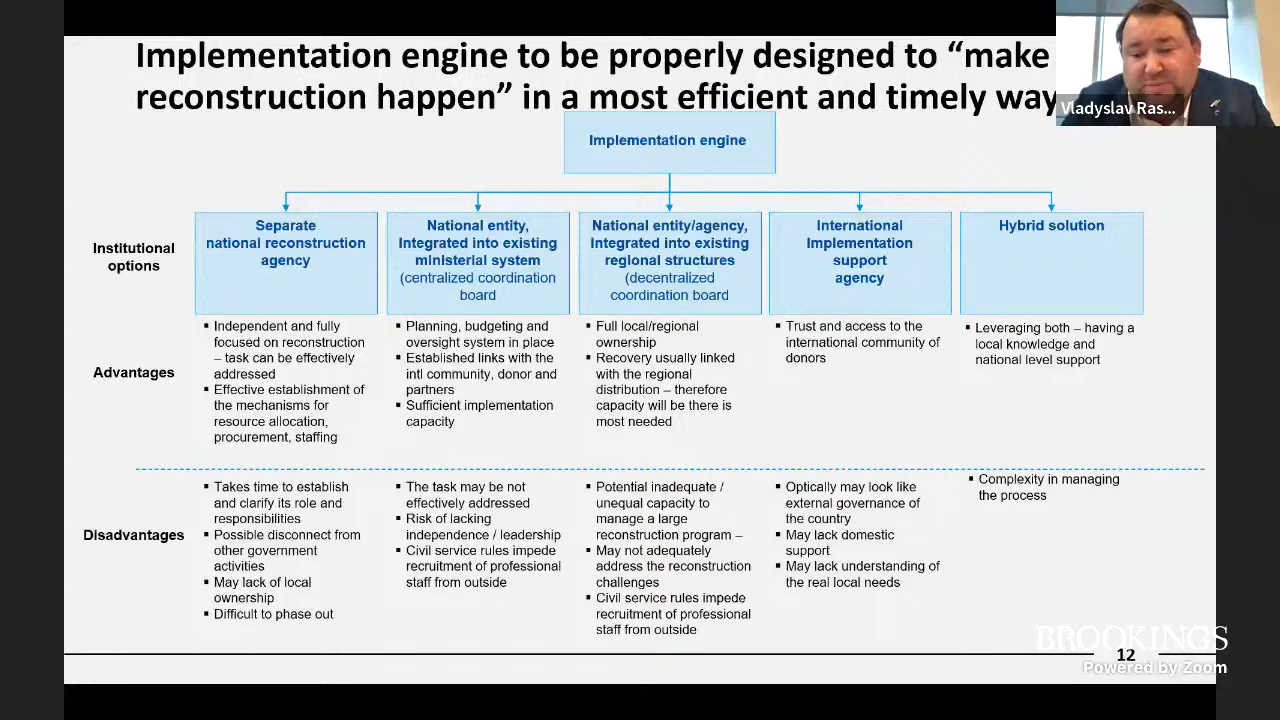 Implementation engine to be properly designed to “make
reconstruction happen” in a most efficient and timely way
Vladyslav Ras...
Implementation engine
Institutional
options
Separate
national reconstruction
agency
National entity,
Integrated into existing
ministerial system
(centralized coordination
board
National entity/agency,
Integrated into existing
regional structures
(decentralized
coordination board
International
Implementation
support
agency
Hybrid solution
Advantages
▪ Independent and fully
focused on reconstruction
– task can be effectively
addressed
▪ Effective establishment of
the mechanisms for
resource allocation,
procurement, staffing
▪ Planning, budgeting and
oversight system in place
▪ Established links with the
intl community, donor and
partners
▪ Sufficient implementation
capacity
▪ Full local/regional
ownership
▪ Recovery usually linked
with the regional
distribution – therefore
capacity will be there is
most needed
▪ Trust and access to the
international community of
donors
▪ Leveraging both – having a
local knowledge and
national level support
Disadvantages
▪ Takes time to establish
and clarify its role and
responsibilities
▪ Possible disconnect from
other government
activities
▪ May lack of local
ownership
▪ Difficult to phase out
▪ The task may be not
effectively addressed
▪ Risk of lacking
independence / leadership
▪ Civil service rules impede
recruitment of professional
staff from outside
▪ Potential inadequate /
unequal capacity to
manage a large
reconstruction program –
▪ May not adequately
address the reconstruction
challenges
▪ Civil service rules impede
recruitment of professional
staff from outside
▪ Optically may look like
external governance of
the country
▪ May lack domestic
support
▪ May lack understanding of
the real local needs
▪ Complexity in managing
the process
BROOKINGS
12
Powered by Zoom